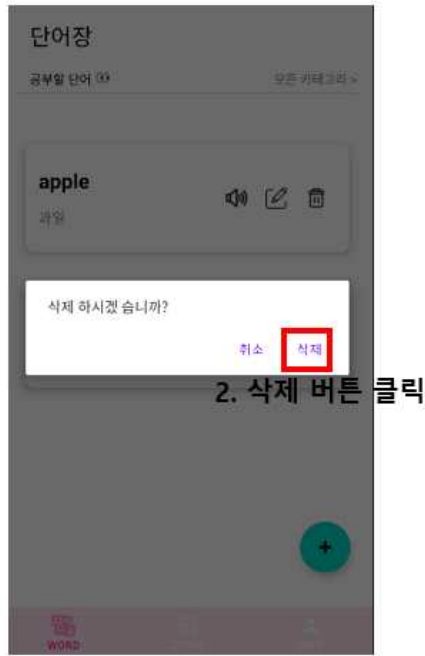 단어장
공부할 단어
모든 카테고리
apple
과일
삭제 하시겠 습니까?
취소 삭제
2. 삭제 버튼 클릭
+
WORD